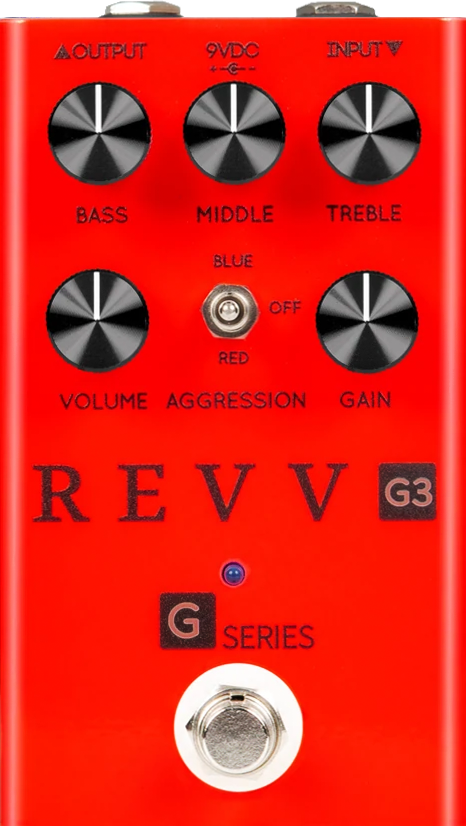 ▲OUTPUT 9VDC INPUT▼
+ -
BASS MIDDLE TREBLE
BLUE
OFF
RED
VOLUME AGGRESSION GAIN
REVV G3
G SERIES